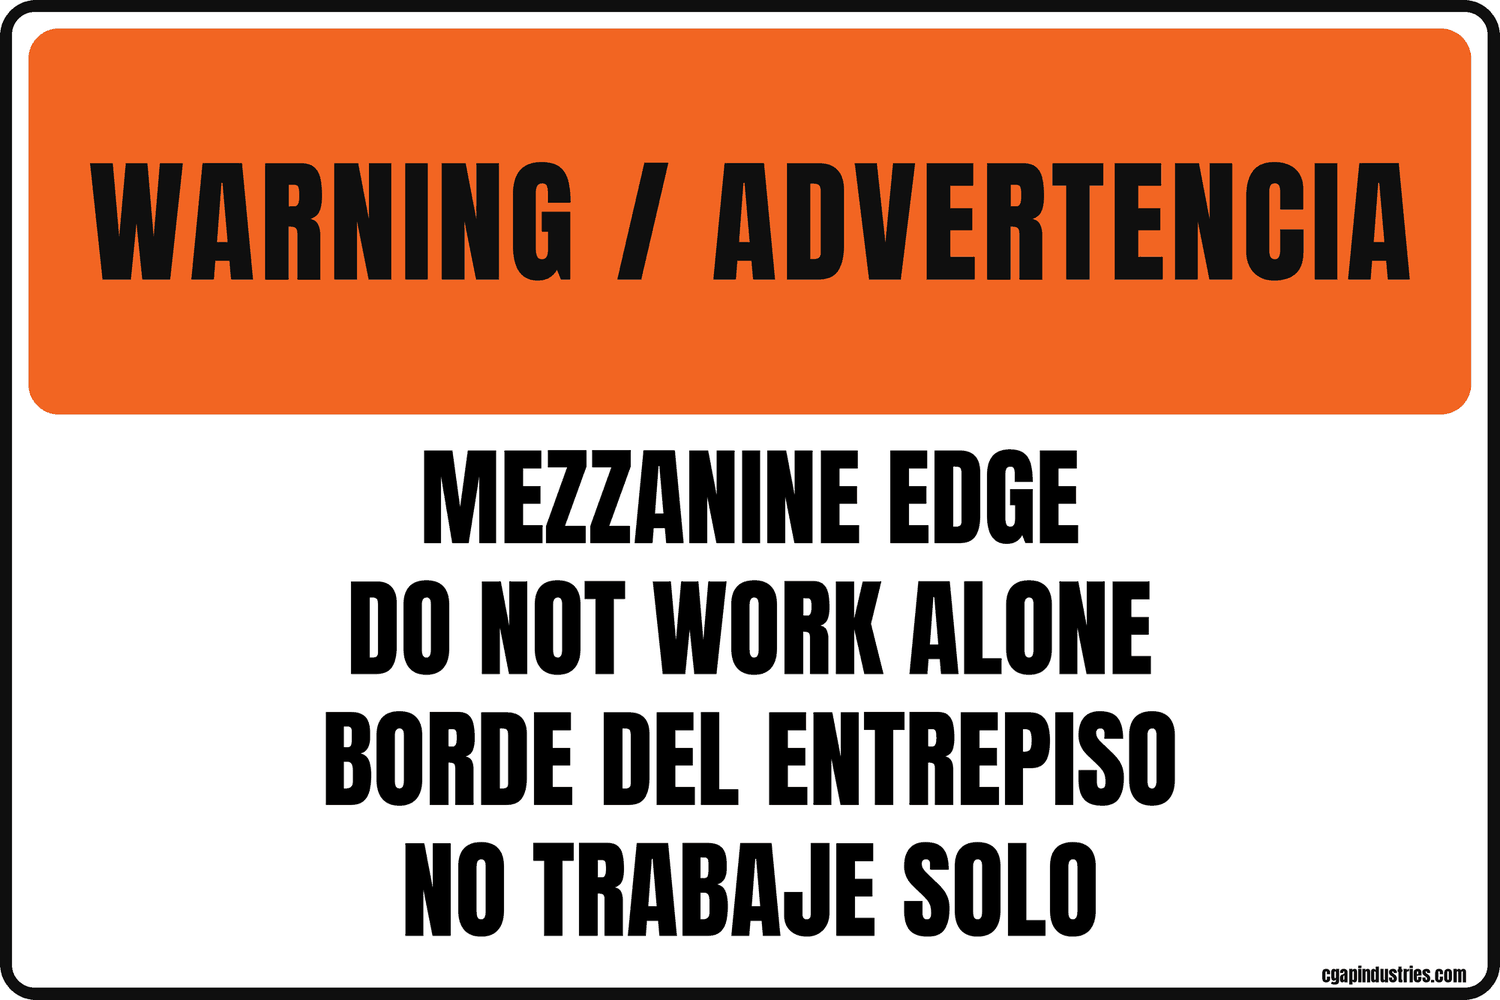 WARNING / ADVERTENCIA
MEZZANINE EDGE
DO NOT WORK ALONE
BORDE DEL ENTREPISO
NO TRABAJE SOLO
cgapindustries.com